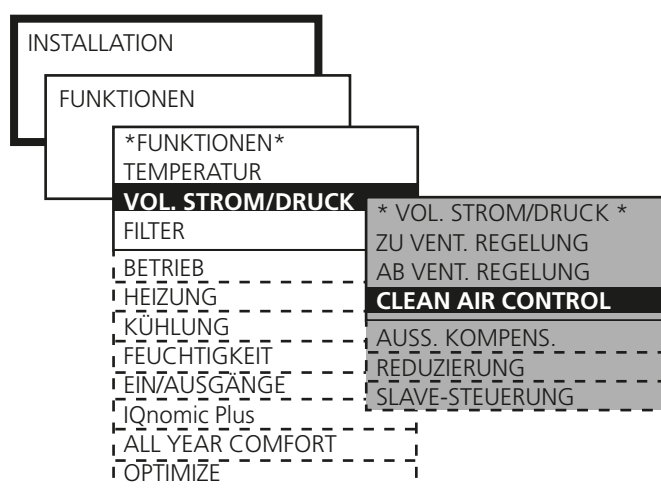 INSTALLATION
FUNKTIONEN
*FUNKTIONEN*
TEMPERATUR
VOL. STROM/DRUCK
FILTER
BETRIEB
HEIZUNG
KÜHLUNG
FEUCHTIGKEIT
EIN/AUSGÄNGE
IQnomic Plus
ALL YEAR COMFORT
OPTIMIZE
* VOL. STROM/DRUCK *
ZU VENT. REGELUNG
AB VENT. REGELUNG
CLEAN AIR CONTROL
AUSS. KOMPENS.
REDUZIERUNG
SLAVE-STEUERUNG